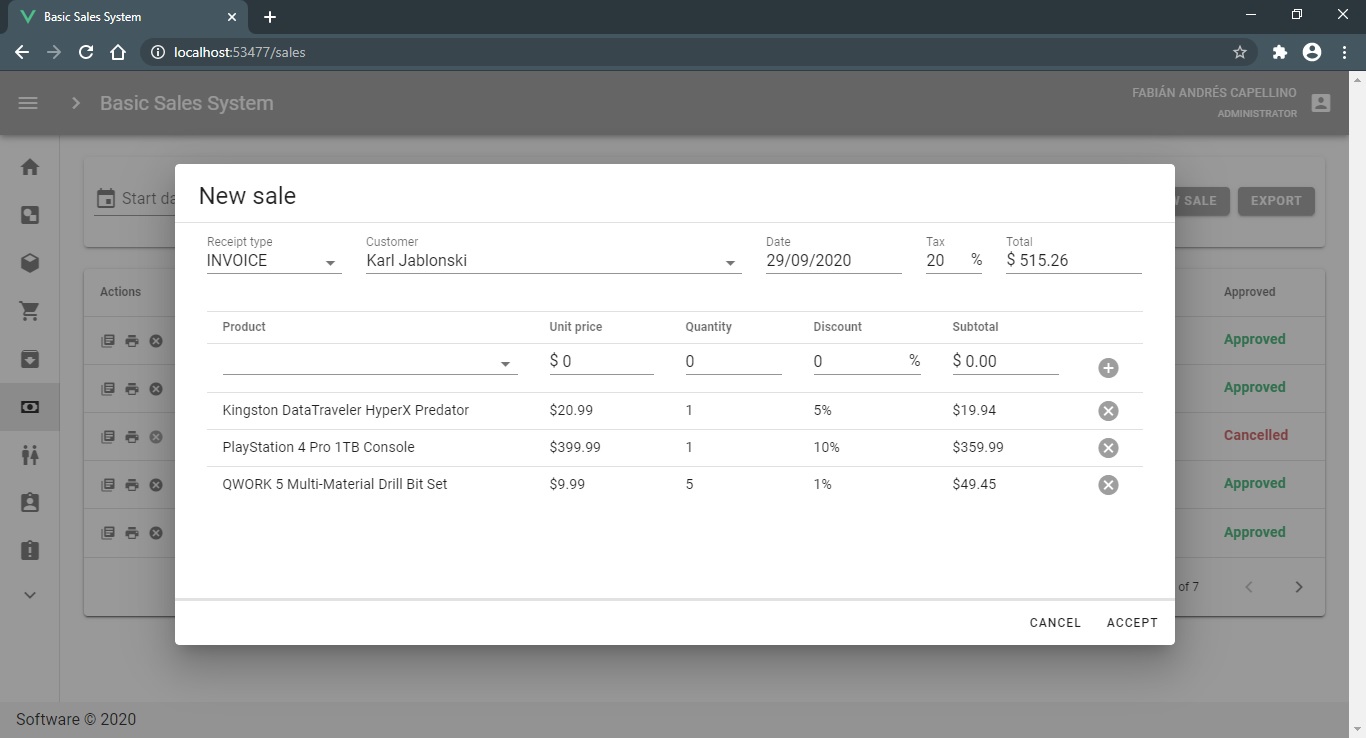 Basic Sales System
localhost:53477/sales
Basic Sales System
FABIÁN ANDRÉS CAPELLINO
ADMINISTRATOR
Start
SALE
EXPORT
New sale
Receipt type Customer Date Tax Total
INVOICE Karl Jablonski 29/09/2020 20 % $ 515.26
Actions
Approved
Product Unit price Quantity Discount Subtotal
$ 0 0 0 % $ 0.00
Kingston DataTraveler HyperX Predator $20.99 1 5% $19.94
PlayStation 4 Pro 1TB Console $399.99 1 10% $359.99
QWORK 5 Multi-Material Drill Bit Set $9.99 5 1% $49.45
Approved
Approved
Cancelled
Approved
Approved
of 7
CANCEL ACCEPT
Software © 2020